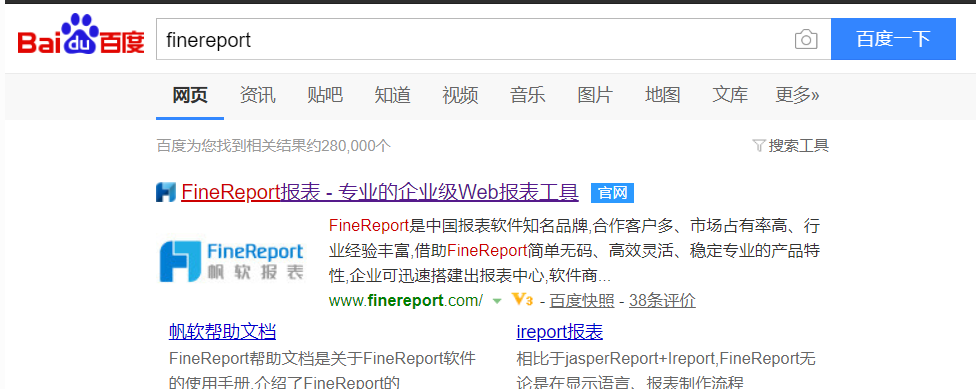 Bai du 百度 finereport 百度一下
网页 资讯 贴吧 知道 视频 音乐 图片 地图 文库 更多»
百度为您找到相关结果约280,000个 搜索工具
FineReport报表 - 专业的企业级Web报表工具 官网
FineReport是中国报表软件知名品牌,合作客户多、市场占有率高、行
业经验丰富,借助FineReport简单无码、高效灵活、稳定专业的产品特
性,企业可迅速搭建出报表中心,软件商...
FineReport
帆软报表
www.finereport.com/ V3 - 百度快照 - 38条评价
帆软帮助文档 ireport报表
FineReport帮助文档是关于FineReport软件 相比于jasperReport+Ireport,FineReport无
的使用手册,介绍了FineReport的 论是在显示语言、报表制作流程